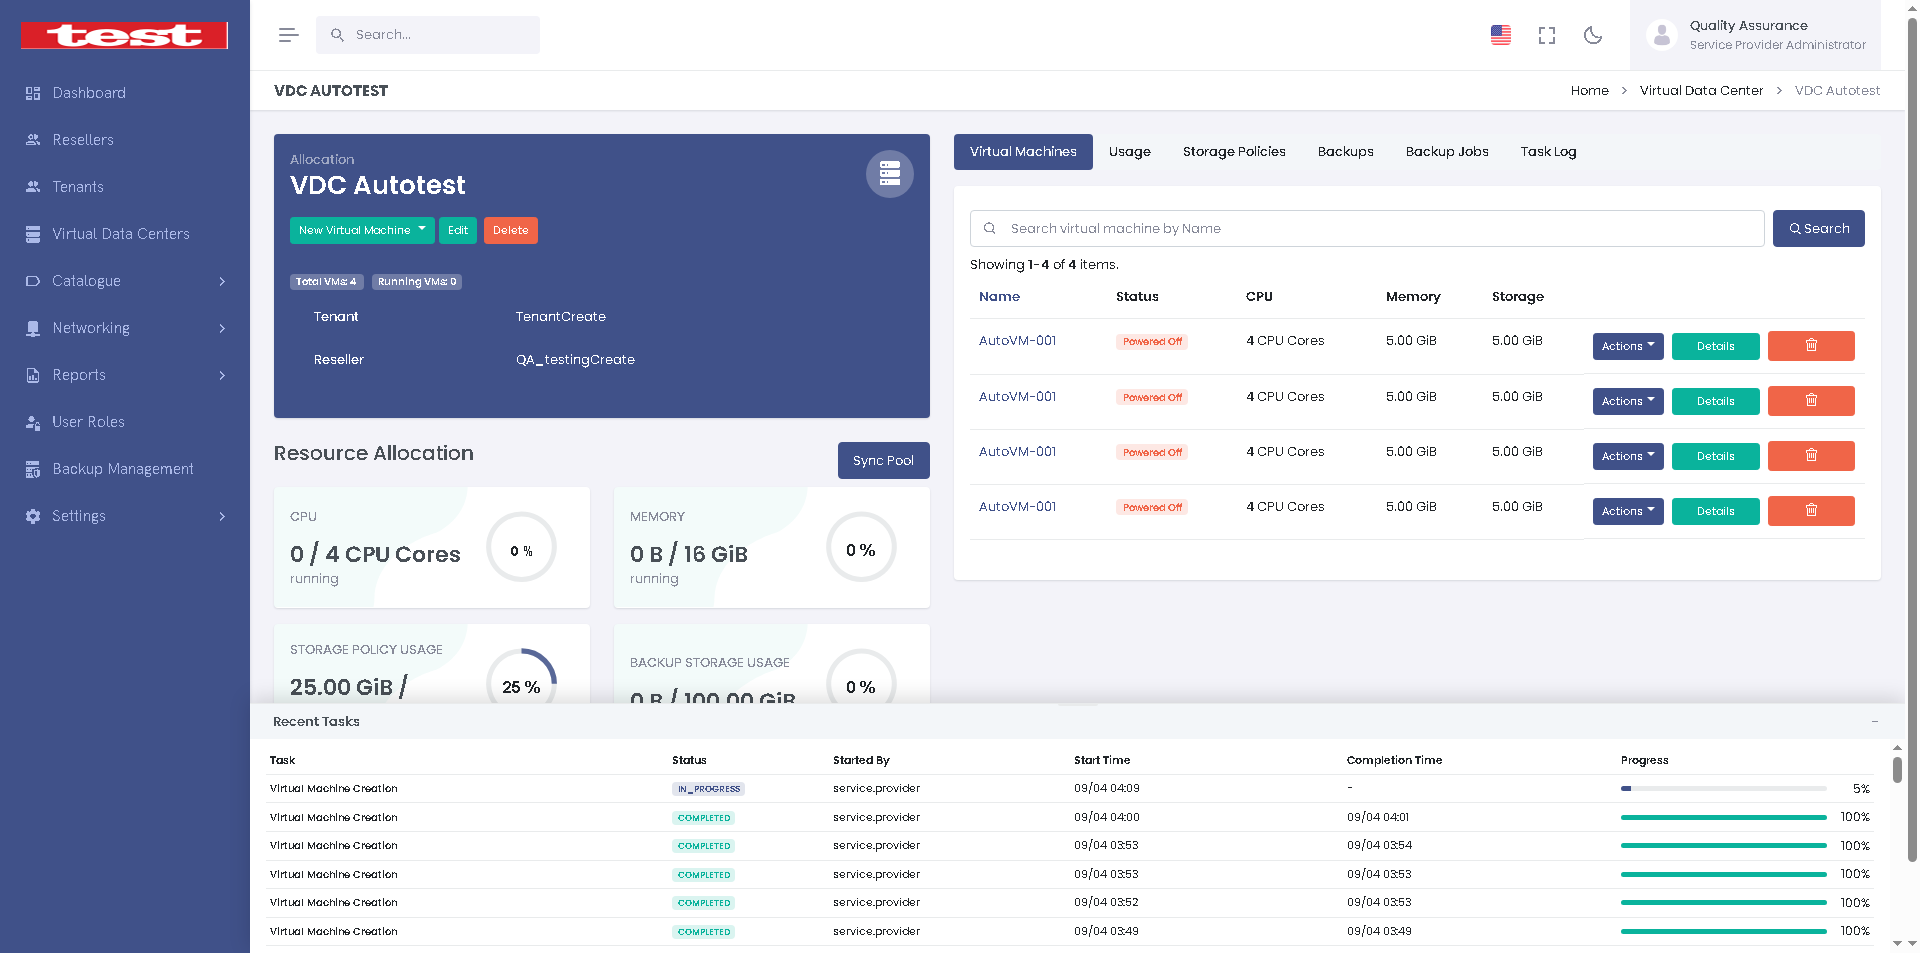 test
Dashboard
Resellers
Tenants
Virtual Data Centers
Catalogue
Networking
Reports
User Roles
Backup Management
Settings
Search...
Quality Assurance
Service Provider Administrator
VDC AUTOTEST
Home > Virtual Data Center > VDC Autotest
Allocation
VDC Autotest
New Virtual Machine Edit Delete
Total VMs: 4 Running VMs: 0
Tenant TenantCreate
Reseller QA_testingCreate
Resource Allocation
Sync Pool
CPU
0 / 4 CPU Cores
running
0 %
MEMORY
0 B / 16 GiB
running
0 %
STORAGE POLICY USAGE
25.00 GiB /
25 %
BACKUP STORAGE USAGE
0 B / 100.00 GiB
0 %
Virtual Machines Usage Storage Policies Backups Backup Jobs Task Log
Search virtual machine by Name Search
Showing 1-4 of 4 items.
Name Status CPU Memory Storage
AutoVM-001 Powered Off 4 CPU Cores 5.00 GiB 5.00 GiB Actions Details
AutoVM-001 Powered Off 4 CPU Cores 5.00 GiB 5.00 GiB Actions Details
AutoVM-001 Powered Off 4 CPU Cores 5.00 GiB 5.00 GiB Actions Details
AutoVM-001 Powered Off 4 CPU Cores 5.00 GiB 5.00 GiB Actions Details
Recent Tasks
Task Status Started By Start Time Completion Time Progress
Virtual Machine Creation IN_PROGRESS service.provider 09/04 04:09 - 5%
Virtual Machine Creation COMPLETED service.provider 09/04 04:00 09/04 04:01 100%
Virtual Machine Creation COMPLETED service.provider 09/04 03:53 09/04 03:54 100%
Virtual Machine Creation COMPLETED service.provider 09/04 03:53 09/04 03:53 100%
Virtual Machine Creation COMPLETED service.provider 09/04 03:52 09/04 03:53 100%
Virtual Machine Creation COMPLETED service.provider 09/04 03:49 09/04 03:49 100%